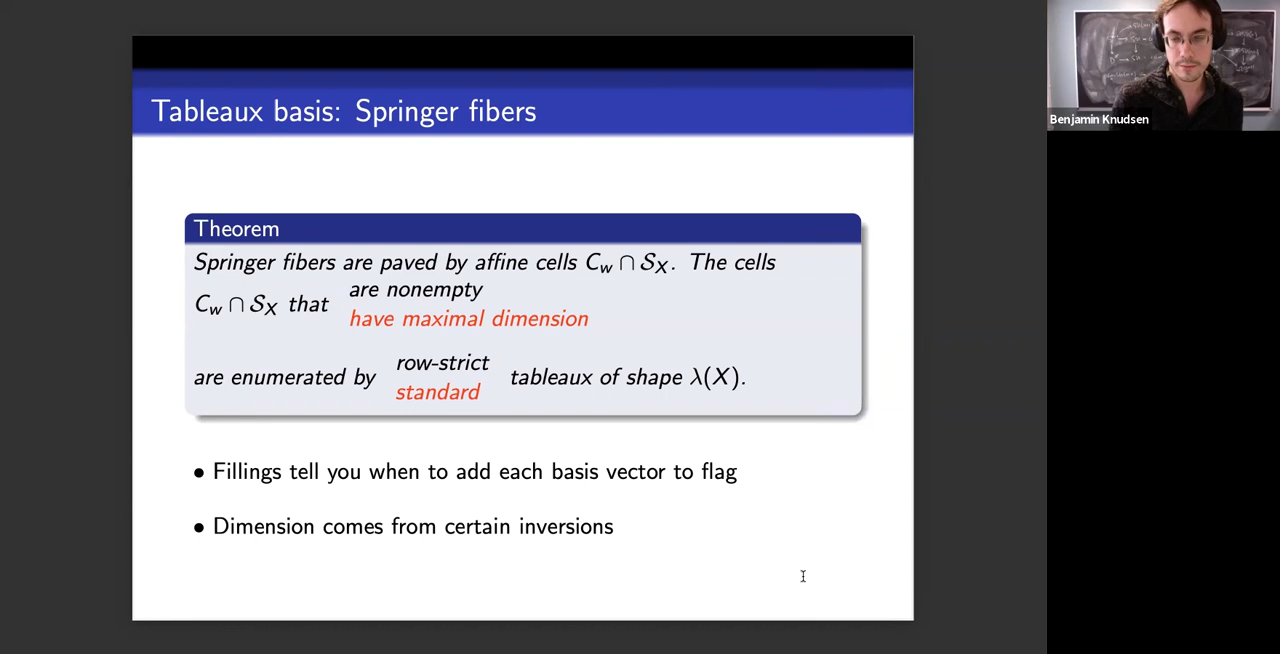 Tableaux basis: Springer fibers
Benjamin Knudsen
Theorem
Springer fibers are paved by affine cells C_w ∩ S_X. The cells
C_w ∩ S_X that are nonempty
have maximal dimension
are enumerated by row-strict tableaux of shape λ(X).
standard
• Fillings tell you when to add each basis vector to flag
• Dimension comes from certain inversions